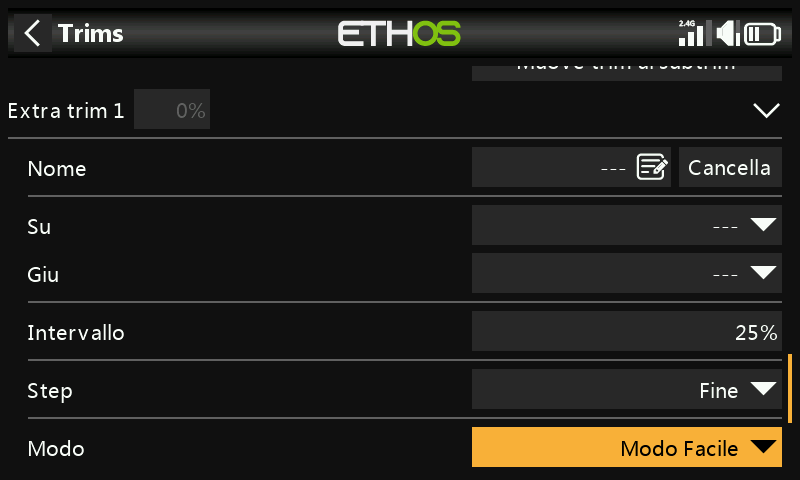 Trims
ETHOS
2.4G
Muove trim ai subtrim
Extra trim 1 0%
Nome --- Cancella
Su ---
Giu ---
Intervallo 25%
Step Fine
Modo Modo Facile